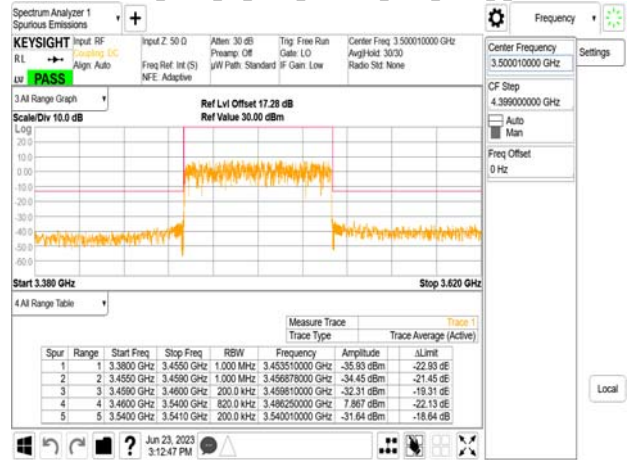 Spectrum Analyzer 1
Spurious Emissions
+
Frequency
KEYSIGHT
RL
PASS
Input: RF
Coupling: DC
Align: Auto
Input Z: 50 Ω
Freq Ref: Int (S)
NFE: Adaptive
Atten: 30 dB
Preamp: Off
µW Path: Standard
Trig: Free Run
Gate: LO
IF Gain: Low
Center Freq: 3.500010000 GHz
Avg|Hold: 30/30
Radio Std: None
Center Frequency
3.500010000 GHz
Settings
CF Step
4.399000000 GHz
Auto
Man
Freq Offset
0 Hz
3 All Range Graph
Scale/Div 10.0 dB
Ref Lvl Offset 17.28 dB
Ref Value 30.00 dBm
Log
20.0
10.0
0.00
-10.0
-20.0
-30.0
-40.0
-50.0
-60.0
Start 3.380 GHz
Stop 3.620 GHz
4 All Range Table
Measure Trace Trace 1
Trace Type Trace Average (Active)
Spur Range Start Freq Stop Freq RBW Frequency Amplitude ΔLimit
1 1 3.3800 GHz 3.4550 GHz 1.000 MHz 3.453510000 GHz -35.93 dBm -22.93 dB
2 2 3.4550 GHz 3.4590 GHz 1.000 MHz 3.456878000 GHz -34.45 dBm -21.45 dB
3 3 3.4590 GHz 3.4600 GHz 200.0 kHz 3.459810000 GHz -32.31 dBm -19.31 dB
4 4 3.4600 GHz 3.5400 GHz 820.0 kHz 3.486250000 GHz 7.867 dBm -22.13 dB
5 5 3.5400 GHz 3.5410 GHz 200.0 kHz 3.540010000 GHz -31.64 dBm -18.64 dB
Local
?
Jun 23, 2023
3:12:47 PM